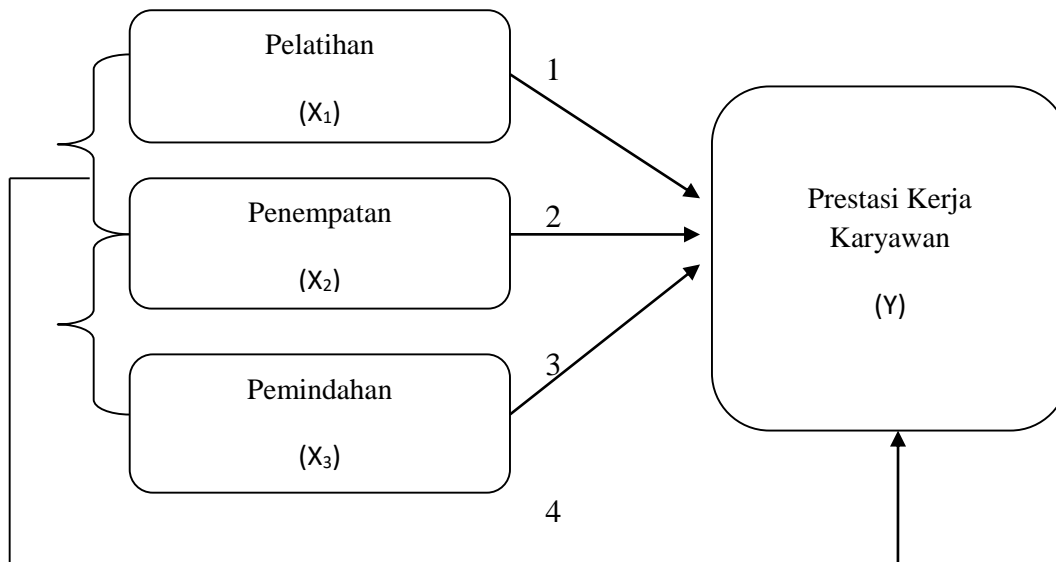 Pelatihan
(X₁)
1
Penempatan
(X₂)
2
Pemindahan
(X₃)
3
Prestasi Kerja
Karyawan
(Y)
4